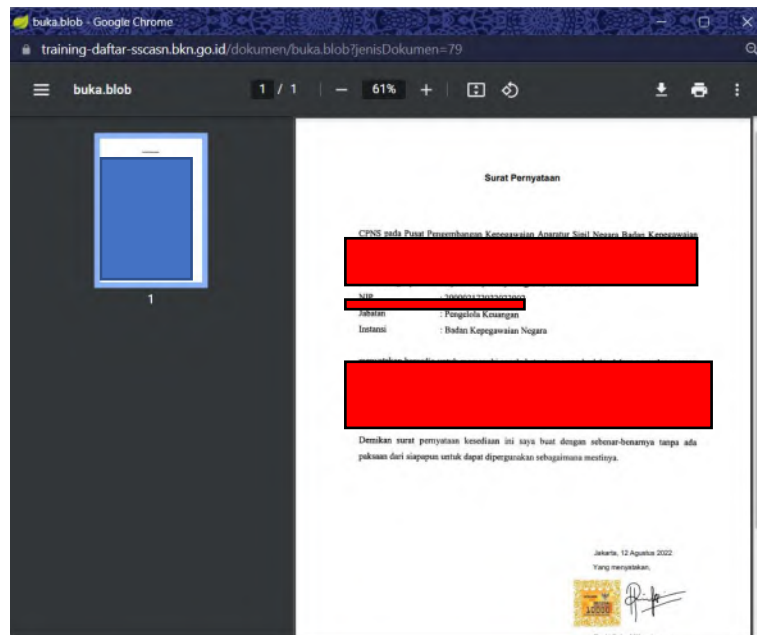 buka.blob - Google Chrome
training-daftar-sscasn.bkn.go.id/dokumen/buka.blob?jenisDokumen=79
buka.blob 1 / 1 61%
1
Surat Pernyataan
CPNS pada Pusat Pengembangan Kepegawaian Aparatur Sipil Negara Badan Kepegawaian
NIP :
Jabatan : Pengelola Keuangan
Instansi : Badan Kepegawaian Negara
Demikan surat pernyataan kesediaan ini saya buat dengan sebenar-benarnya tanpa ada
paksaan dari siapapun untuk dapat dipergunakan sebagaimana mestinya.
Jakarta, 12 Agustus 2022
Yang menyatakan,
10000